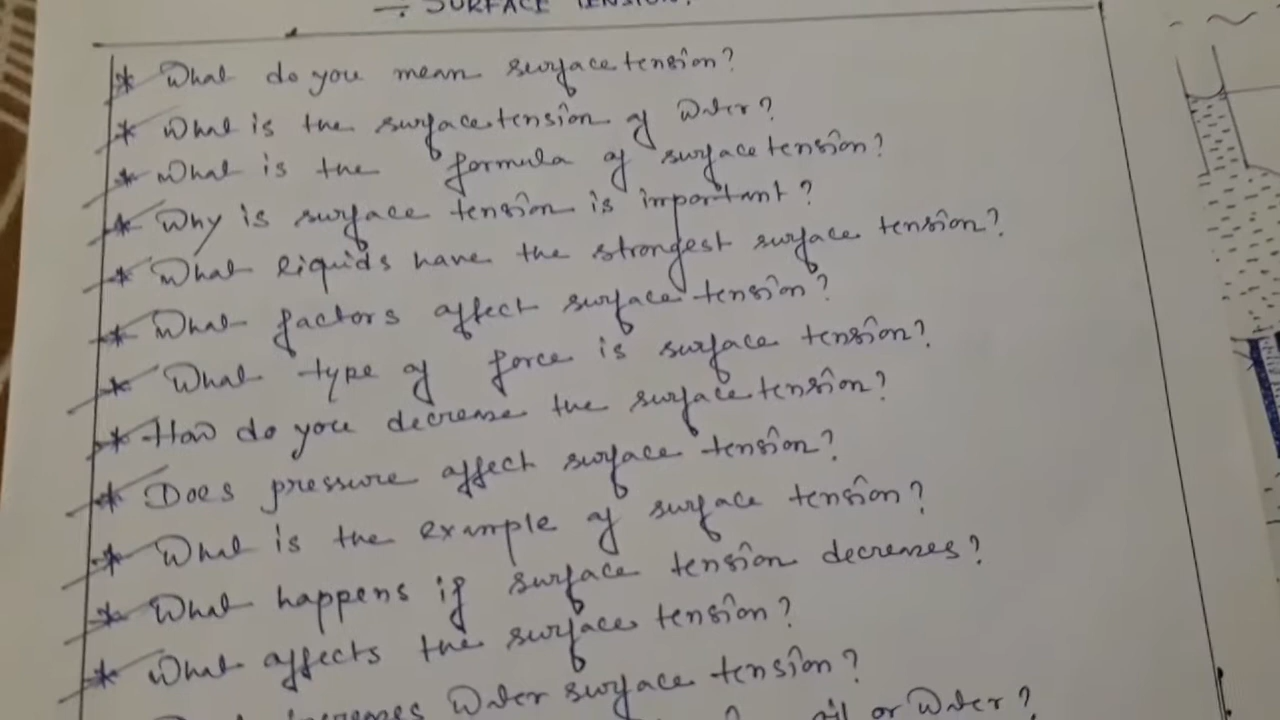 SURFACE TENSION.
* What do you mean surface tension?
* What is the surface tension of Water?
* What is the formula of surface tension?
* Why is surface tension is important?
* What liquids have the strongest surface tension?
* What factors affect surface tension?
* What type of force is surface tension?
* How do you decrease the surface tension?
* Does pressure affect surface tension?
* What is the example of surface tension?
* What happens if surface tension decreases?
* What affects the surface tension?
increases Water surface tension?
oil or Water?